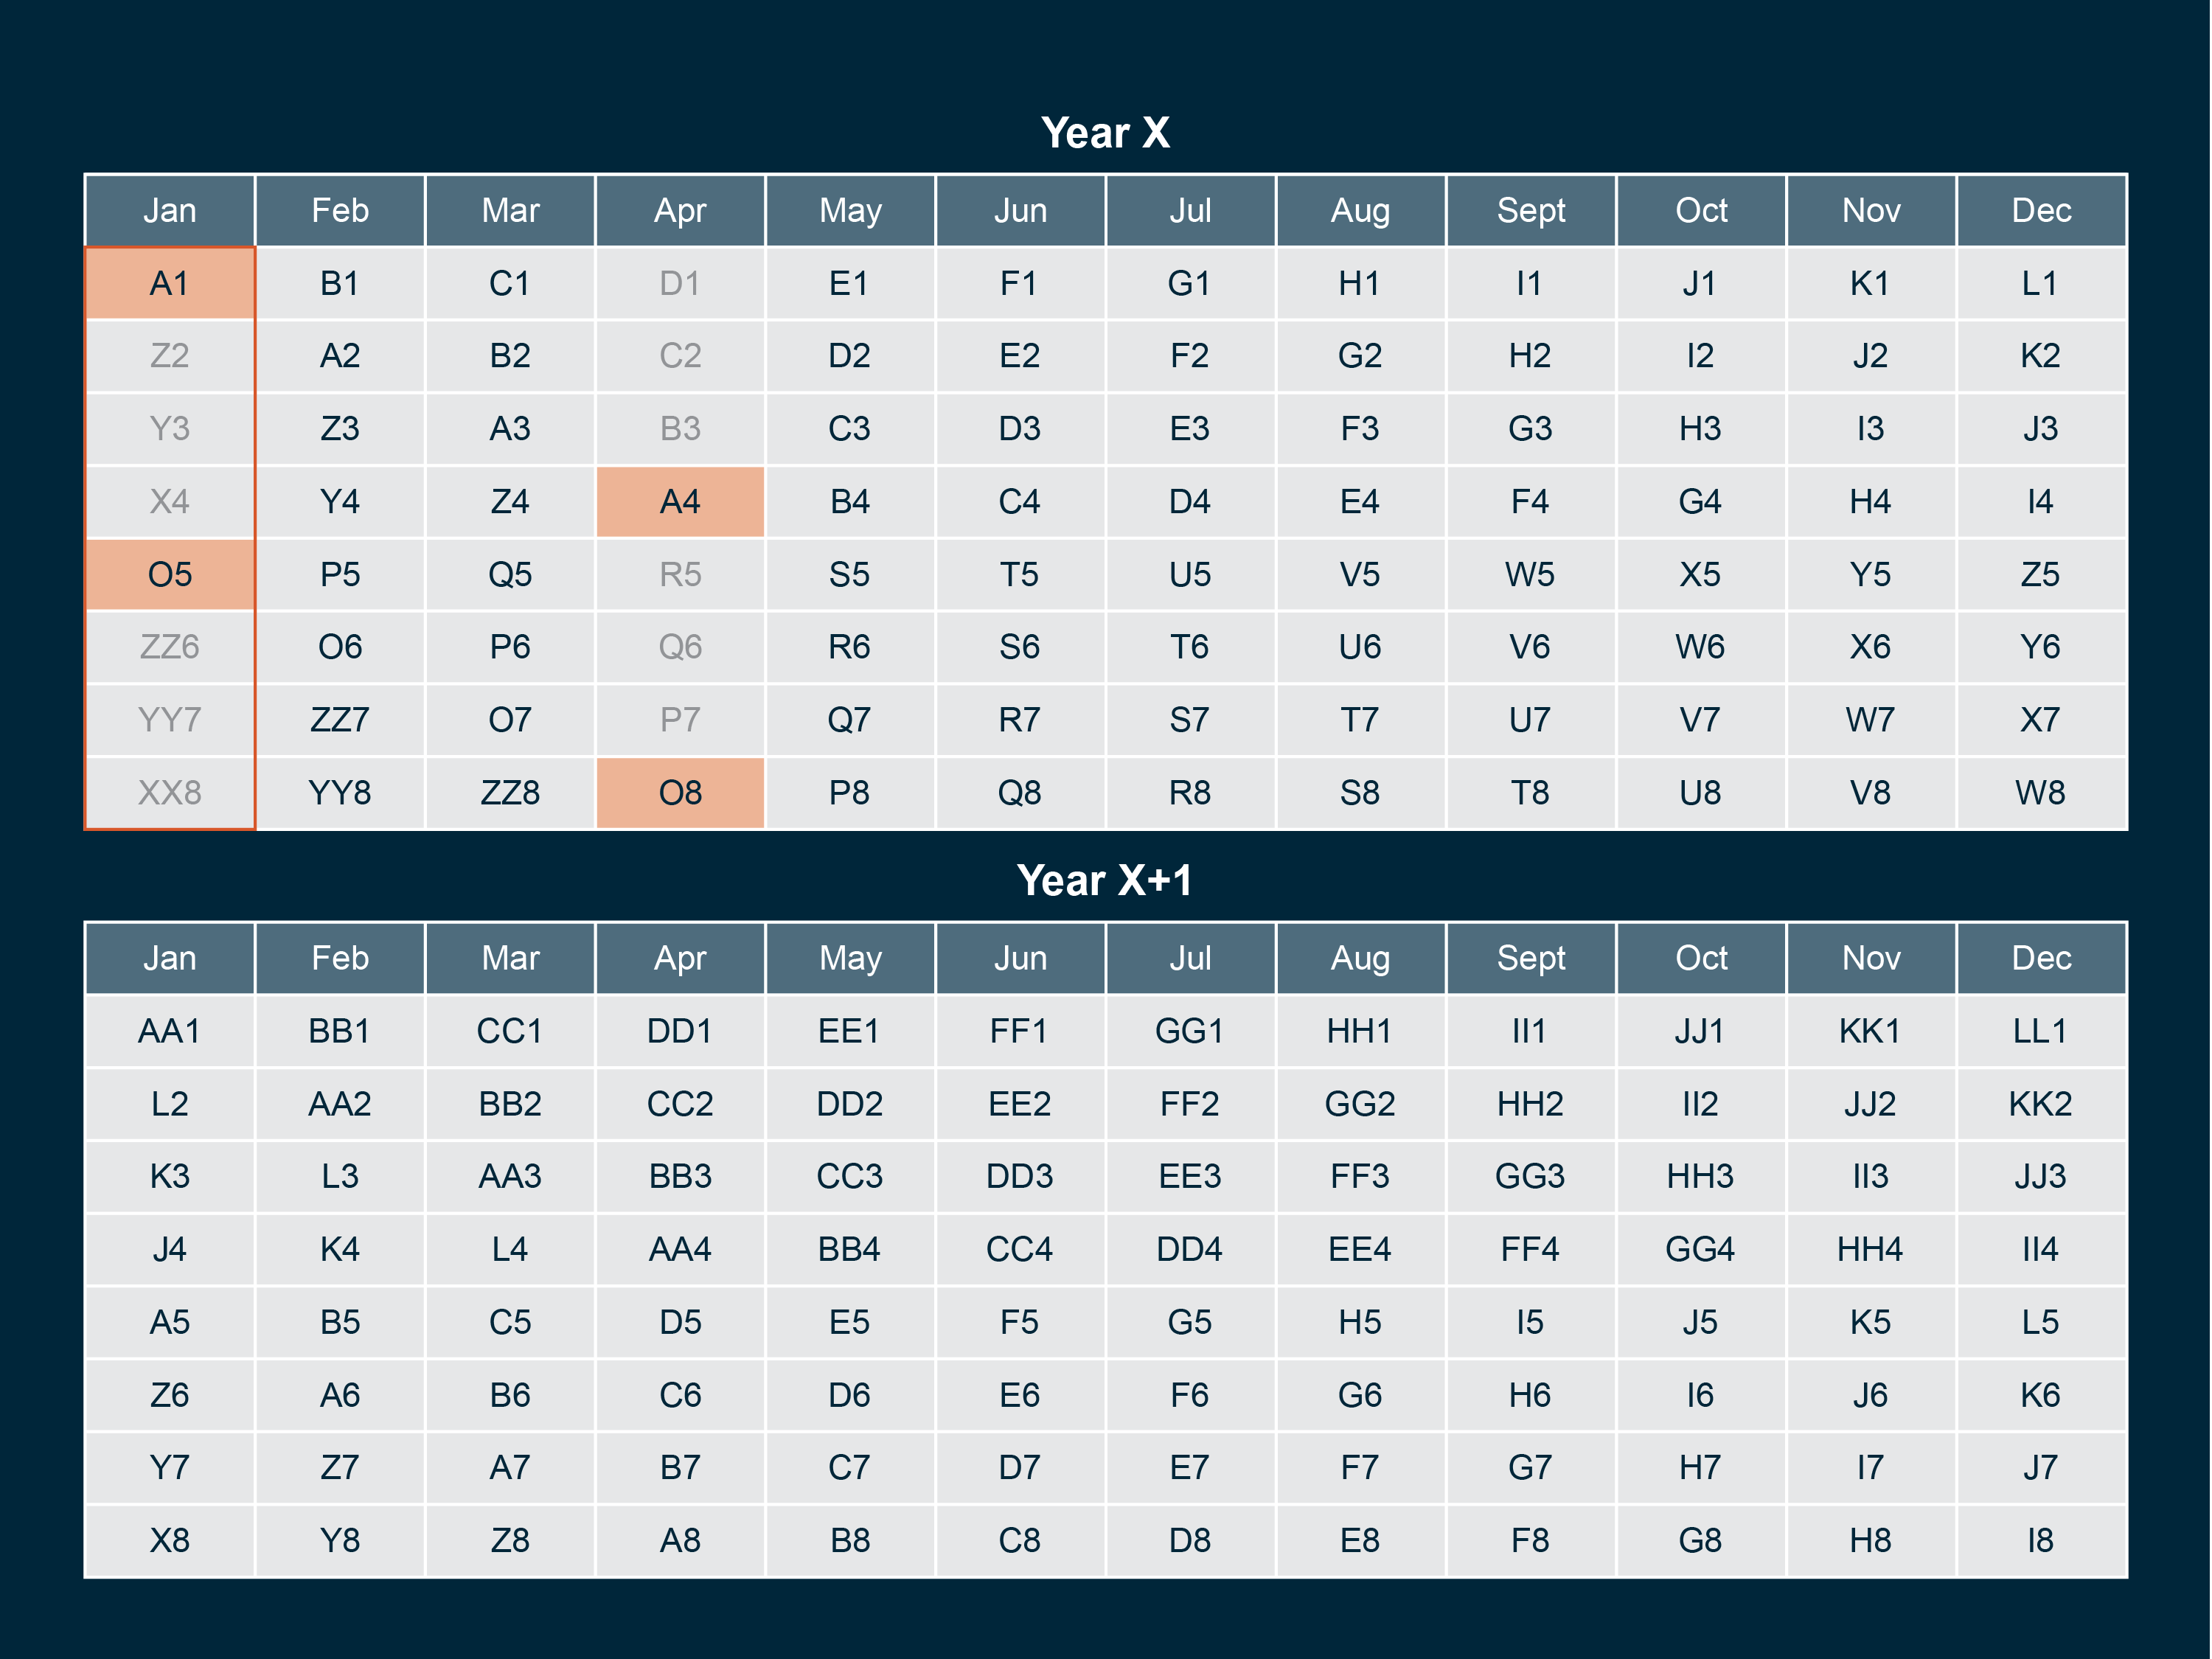 Year X
Jan Feb Mar Apr May Jun Jul Aug Sept Oct Nov Dec
A1 B1 C1 D1 E1 F1 G1 H1 I1 J1 K1 L1
Z2 A2 B2 C2 D2 E2 F2 G2 H2 I2 J2 K2
Y3 Z3 A3 B3 C3 D3 E3 F3 G3 H3 I3 J3
X4 Y4 Z4 A4 B4 C4 D4 E4 F4 G4 H4 I4
O5 P5 Q5 R5 S5 T5 U5 V5 W5 X5 Y5 Z5
ZZ6 O6 P6 Q6 R6 S6 T6 U6 V6 W6 X6 Y6
YY7 ZZ7 O7 P7 Q7 R7 S7 T7 U7 V7 W7 X7
XX8 YY8 ZZ8 O8 P8 Q8 R8 S8 T8 U8 V8 W8
Year X+1
Jan Feb Mar Apr May Jun Jul Aug Sept Oct Nov Dec
AA1 BB1 CC1 DD1 EE1 FF1 GG1 HH1 II1 JJ1 KK1 LL1
L2 AA2 BB2 CC2 DD2 EE2 FF2 GG2 HH2 II2 JJ2 KK2
K3 L3 AA3 BB3 CC3 DD3 EE3 FF3 GG3 HH3 II3 JJ3
J4 K4 L4 AA4 BB4 CC4 DD4 EE4 FF4 GG4 HH4 II4
A5 B5 C5 D5 E5 F5 G5 H5 I5 J5 K5 L5
Z6 A6 B6 C6 D6 E6 F6 G6 H6 I6 J6 K6
Y7 Z7 A7 B7 C7 D7 E7 F7 G7 H7 I7 J7
X8 Y8 Z8 A8 B8 C8 D8 E8 F8 G8 H8 I8